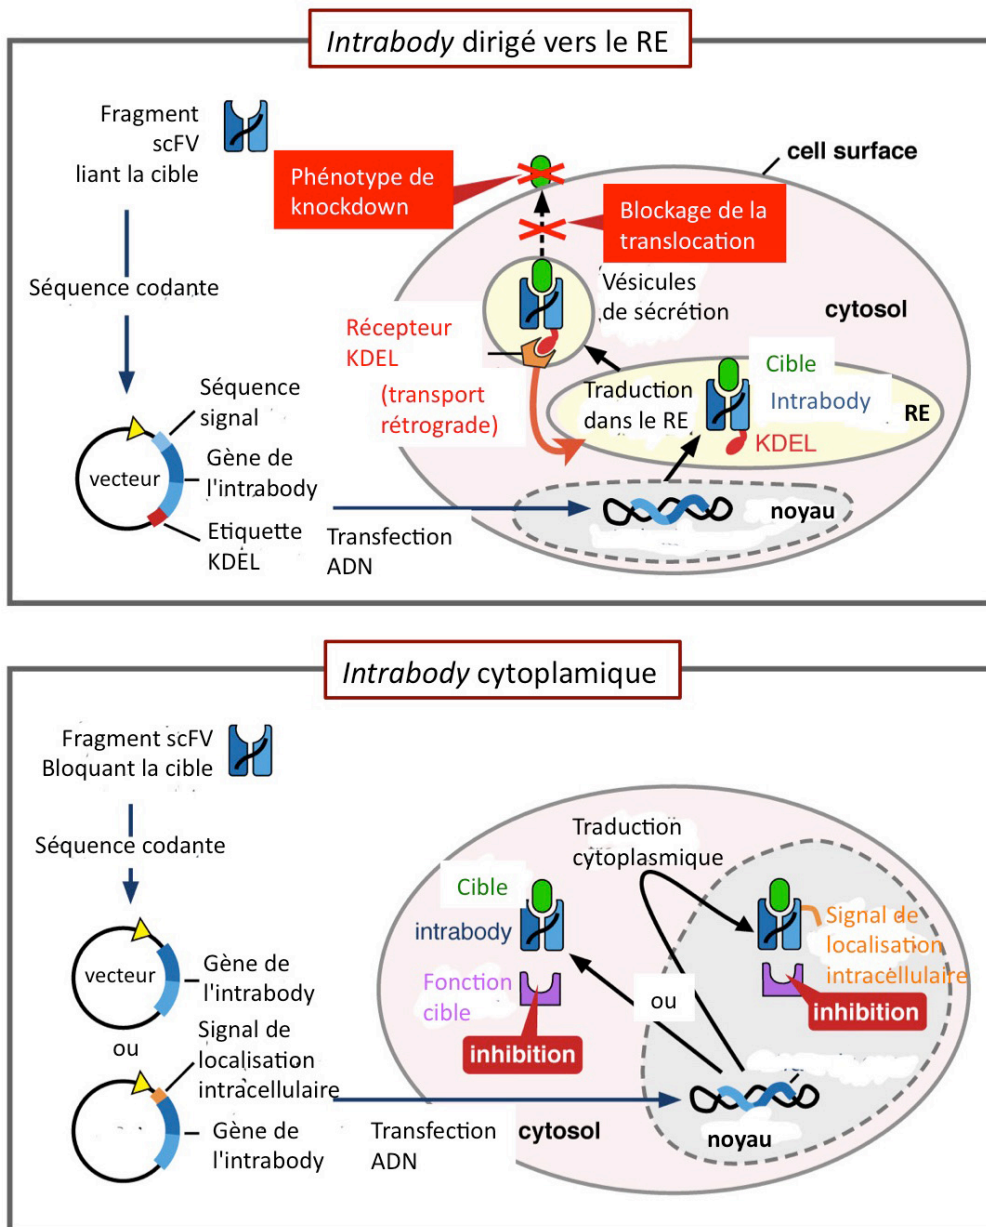 Intrabody dirigé vers le RE
Fragment
scFV
liant la cible
Séquence codante
Séquence
signal
vecteur
Gène de
l'intrabody
Etiquette
KDEL
Transfection
ADN
Phénotype de
knockdown
cell surface
Blockage de la
translocation
Vésicules
de sécrétion
cytosol
Récepteur
KDEL
(transport
rétrograde)
Traduction
dans le RE
Cible
Intrabody
RE
KDEL
noyau
Intrabody cytoplamique
Fragment scFV
Bloquant la cible
Séquence codante
vecteur
Gène de
l'intrabody
ou
Signal de
localisation
intracellulaire
Gène de
l'intrabody
Transfection
ADN
cytosol
Traduction
cytoplasmique
Cible
intrabody
Fonction
cible
inhibition
ou
Signal de
localisation
intracellulaire
inhibition
noyau